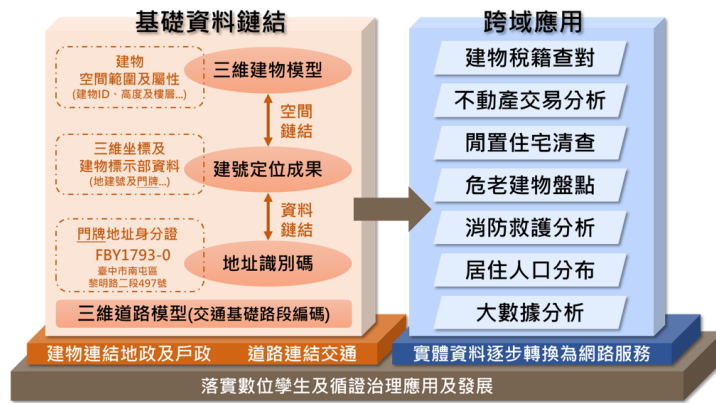 基礎資料鏈結
建物
空間範圍及屬性
(建物ID、高度及樓層...)
三維建物模型
空間
鏈結
三維坐標及
建物標示部資料
(地建號及門牌...)
建號定位成果
資料
鏈結
門牌地址身分證
FBY1793-0
臺中市南屯區
黎明路二段497號
地址識別碼
三維道路模型(交通基礎路段編碼)
建物連結地政及戶政
道路連結交通
跨域應用
建物稅籍查對
不動產交易分析
閒置住宅清查
危老建物盤點
消防救護分析
居住人口分布
大數據分析
實體資料逐步轉換為網路服務
落實數位孿生及循證治理應用及發展